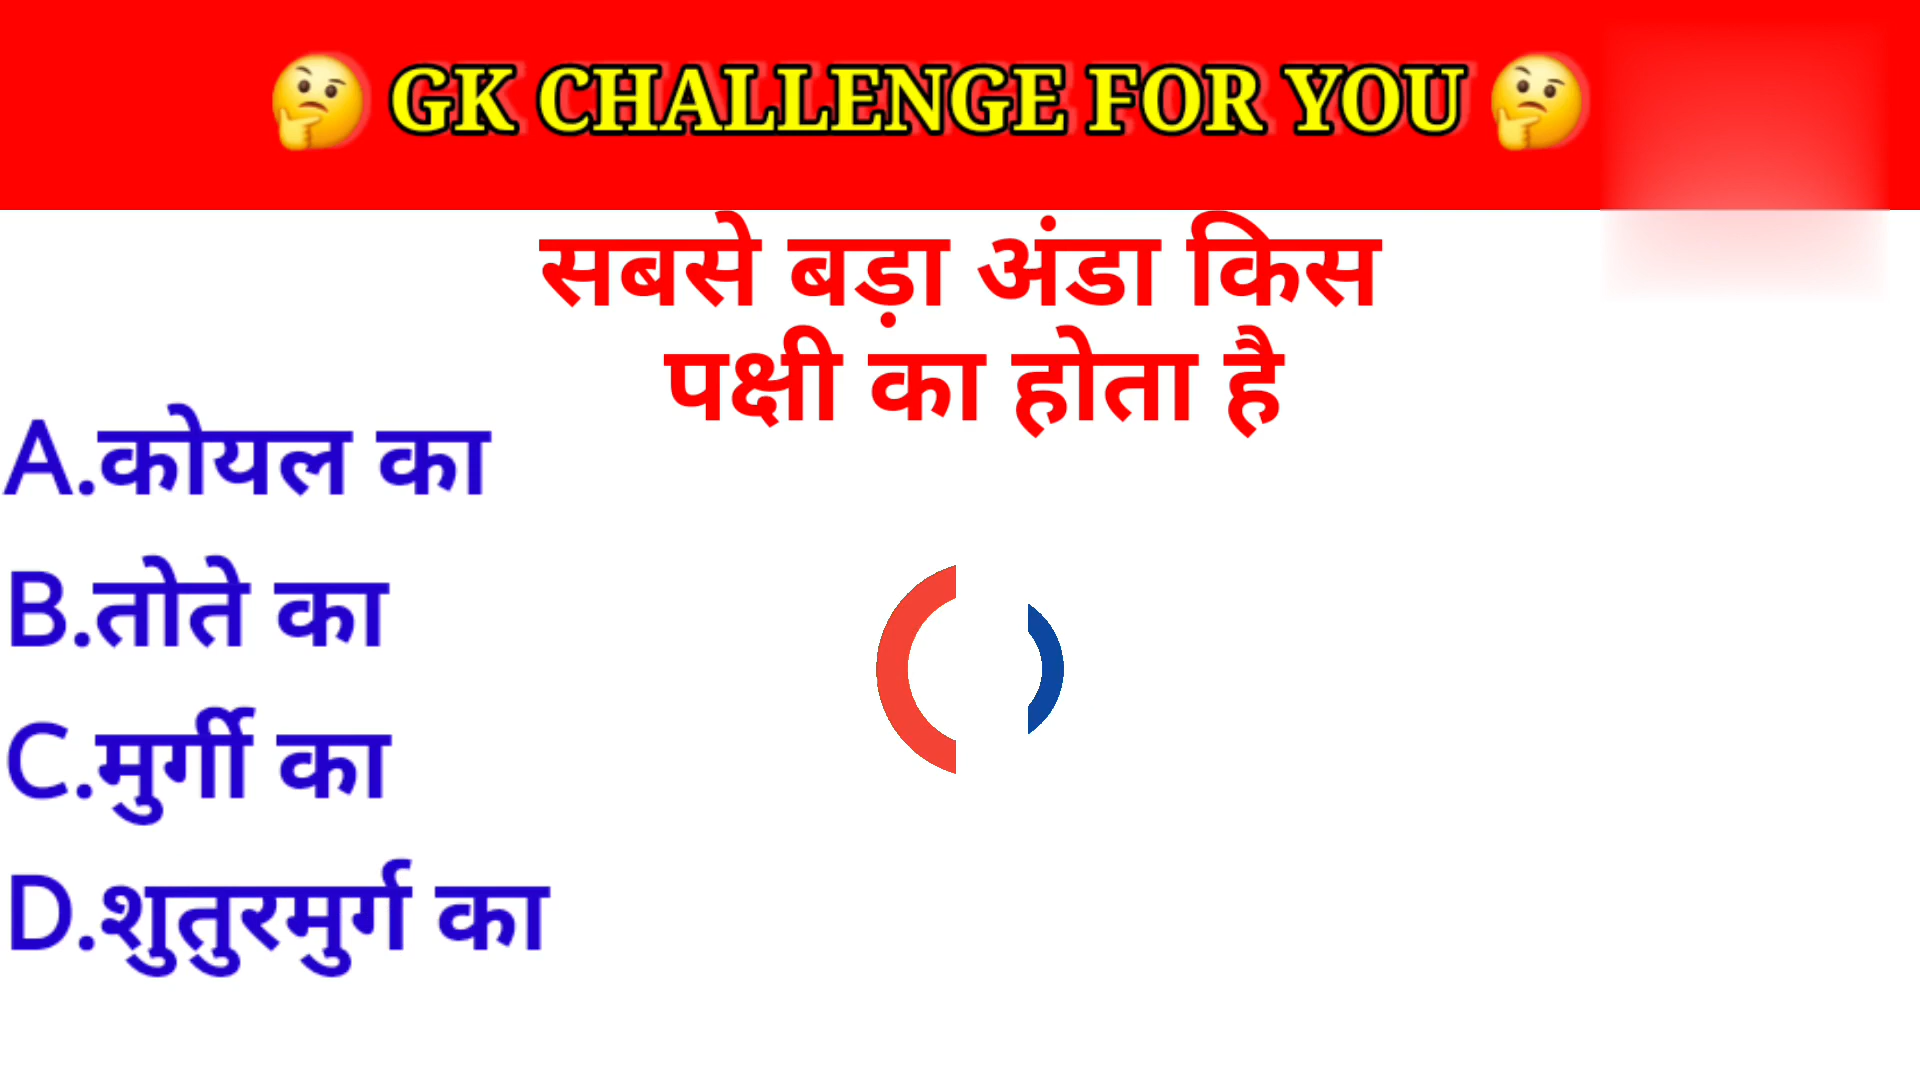 🤔 GK CHALLENGE FOR YOU 🤔
सबसे बड़ा अंडा किस
पक्षी का होता है
A.कोयल का
B.तोते का
C.मुर्गी का
D.शुतुरमुर्ग का